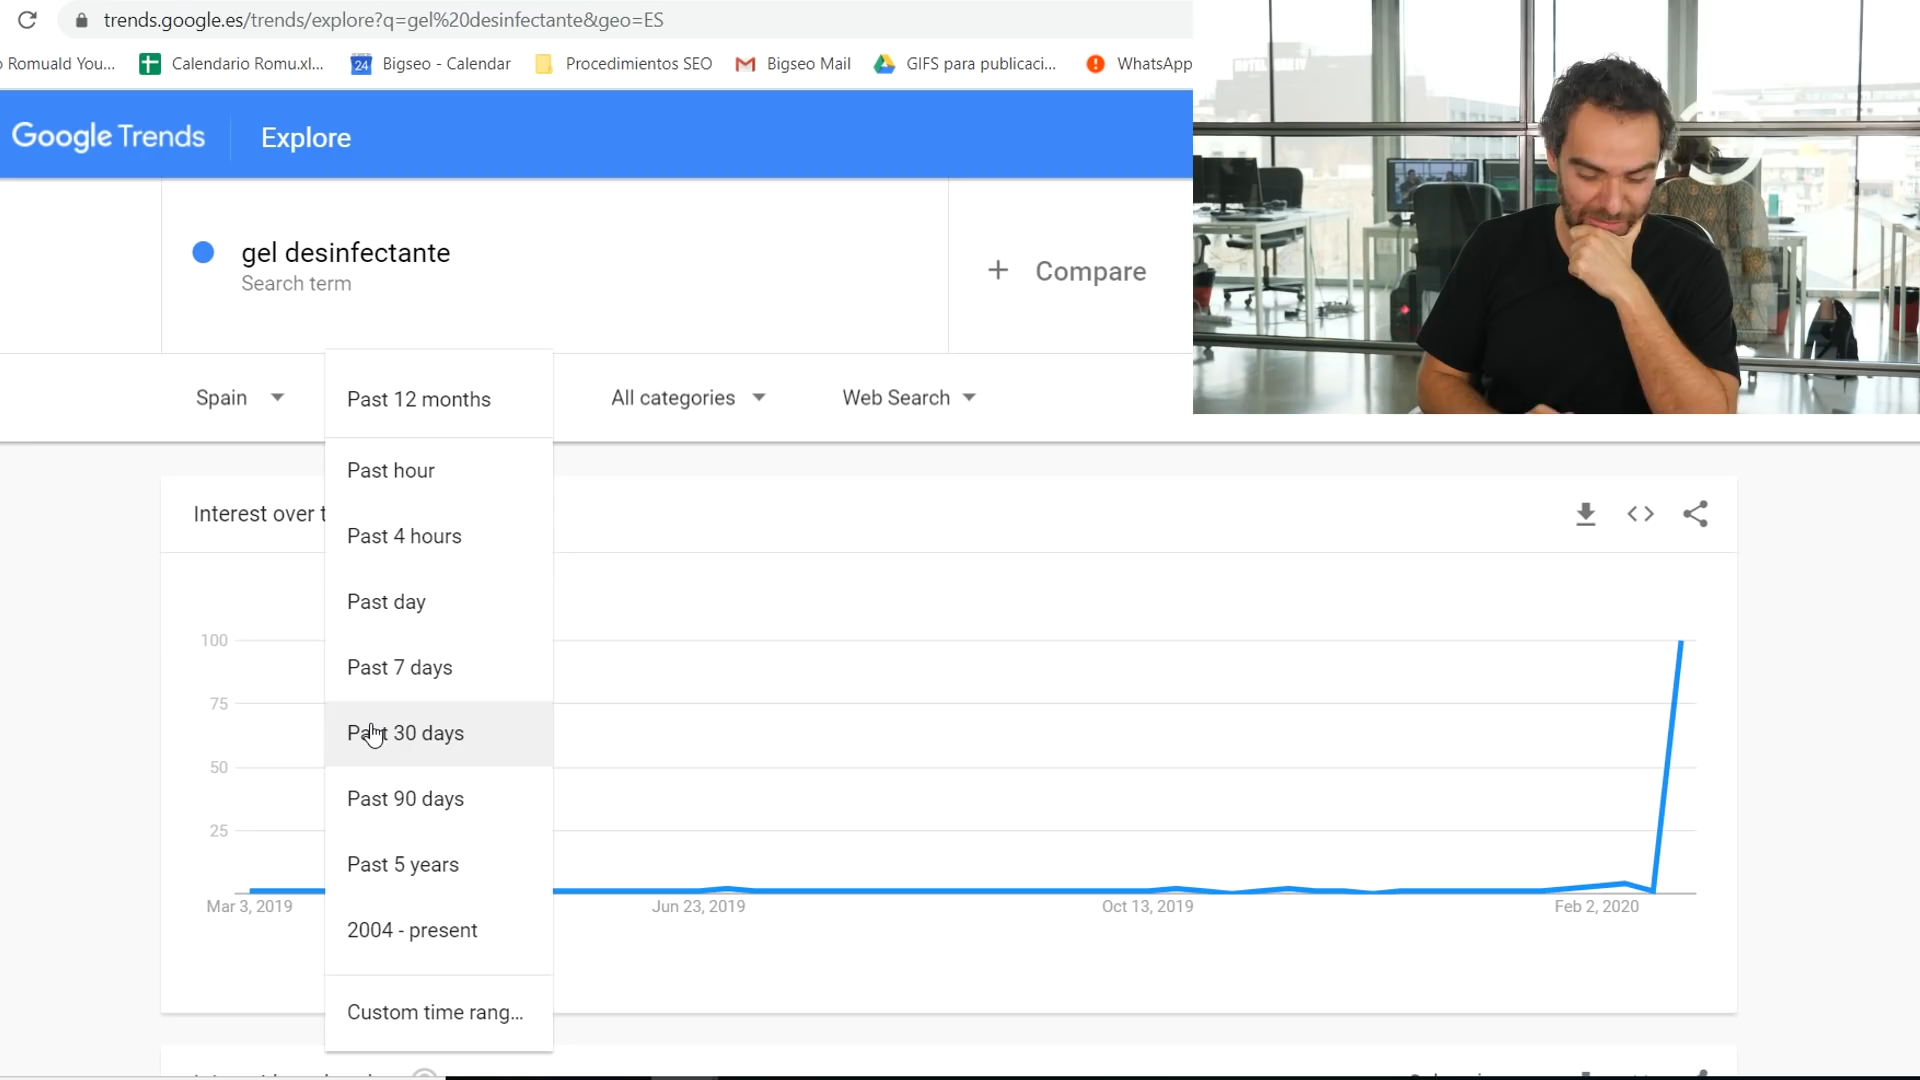 trends.google.es/trends/explore?q=gel%20desinfectante&geo=ES
o Romuald You... Calendario Romu.xl... 24 Bigseo - Calendar Procedimientos SEO Bigseo Mail GIFS para publicaci... WhatsApp
Google Trends Explore
gel desinfectante
Search term
+ Compare
Spain Past 12 months All categories Web Search
Past hour
Interest over t
Past 4 hours
Past day
Past 7 days
Past 30 days
Past 90 days
Past 5 years
2004 - present
Custom time rang...
100
75
50
25
Mar 3, 2019 Jun 23, 2019 Oct 13, 2019 Feb 2, 2020